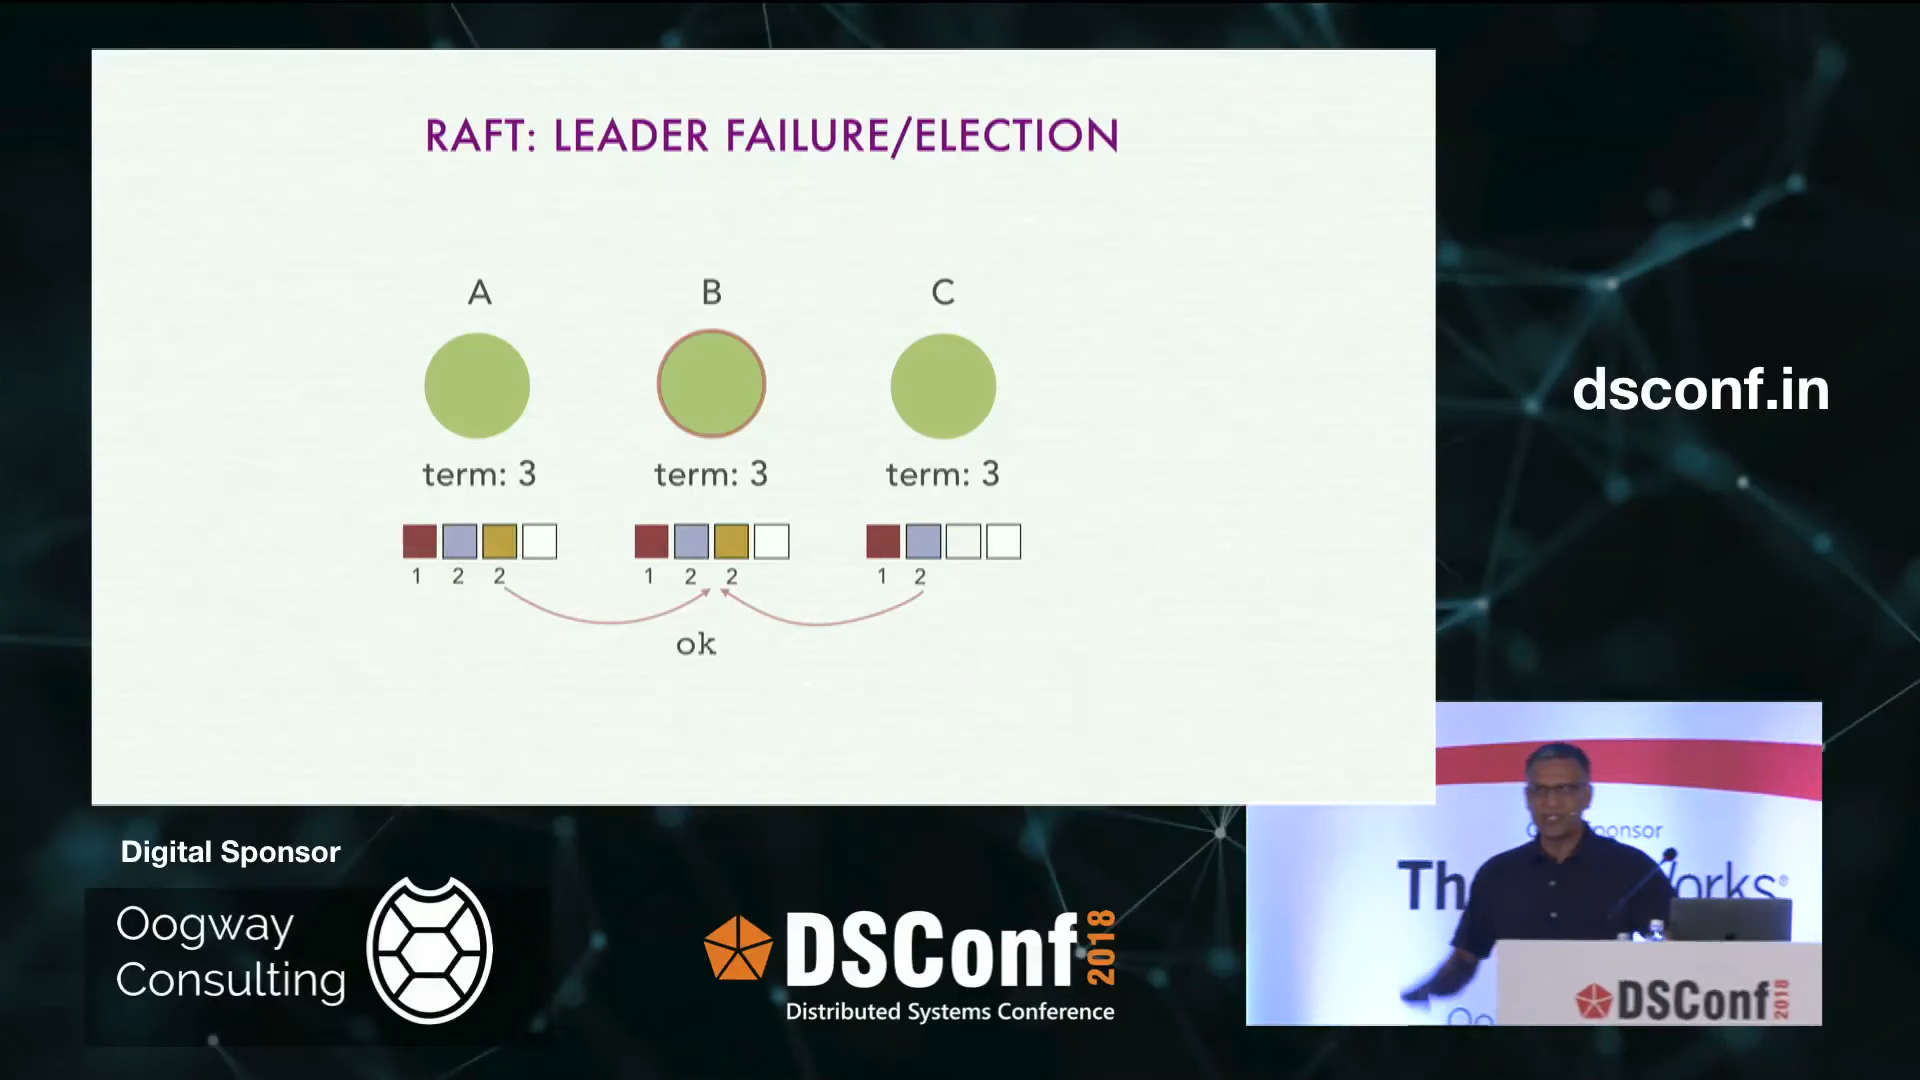 RAFT: LEADER FAILURE/ELECTION
A B C
term: 3 term: 3 term: 3
1 2 2 1 2 2 1 2
ok
dsconf.in
Digital Sponsor
Oogway
Consulting
DSConf 2018
Distributed Systems Conference
DSConf 2018